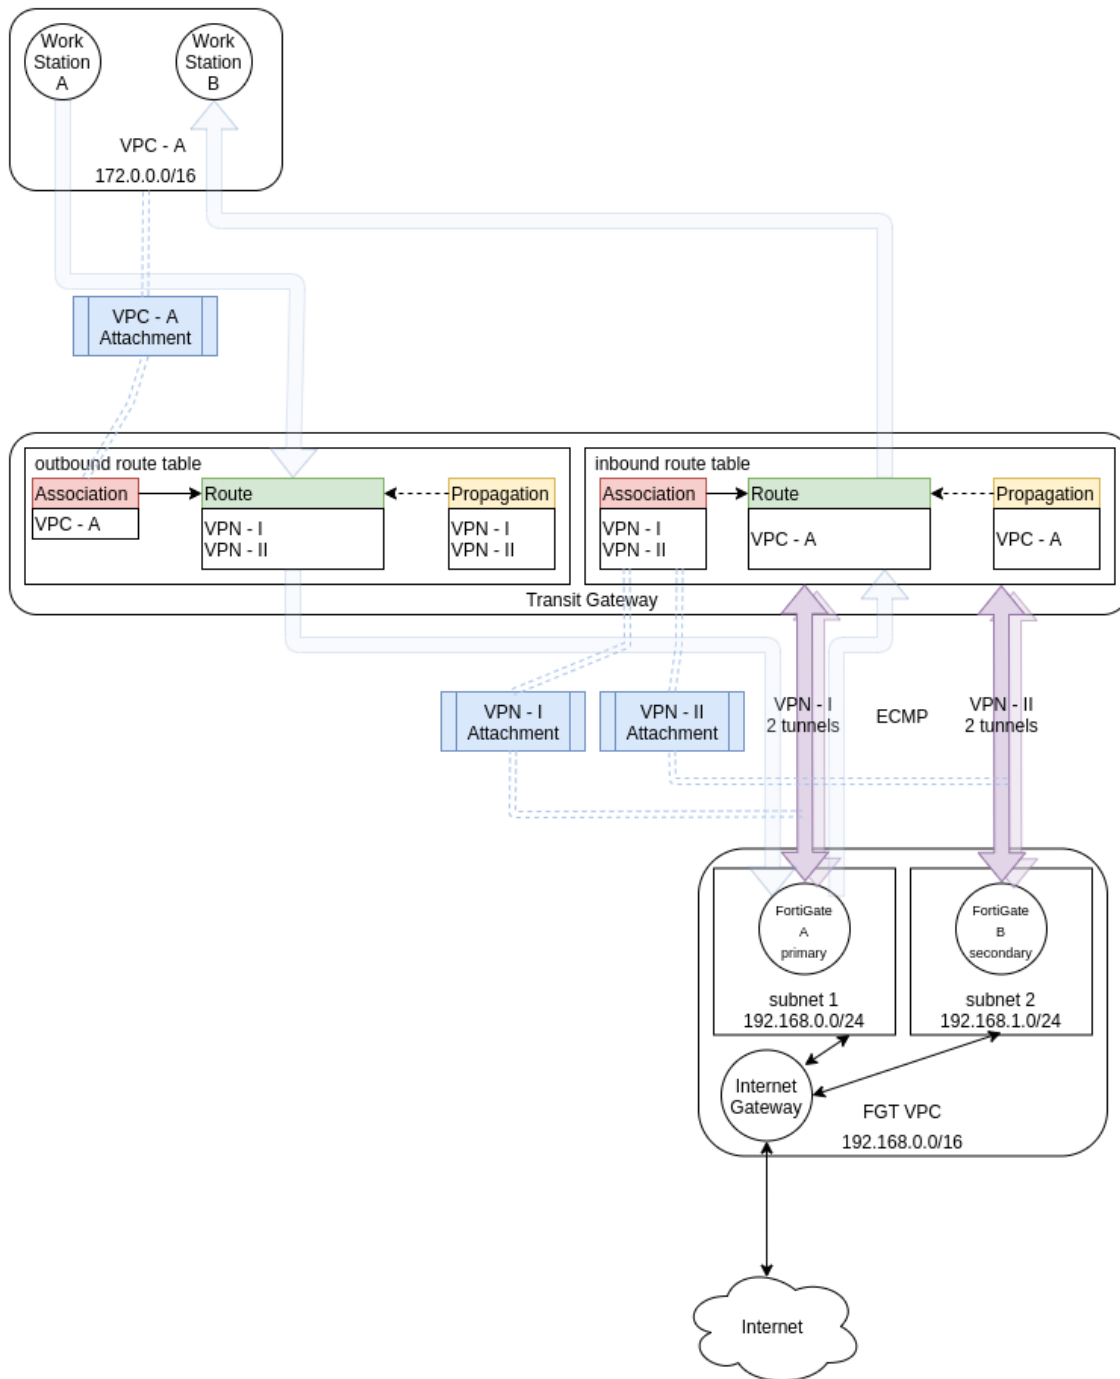 Work
Station
A
Work
Station
B
VPC - A
172.0.0.0/16
VPC - A
Attachment
outbound route table
Association
VPC - A
Route
VPN - I
VPN - II
Propagation
VPN - I
VPN - II
inbound route table
Association
VPN - I
VPN - II
Route
VPC - A
Propagation
VPC - A
Transit Gateway
VPN - I
Attachment
VPN - II
Attachment
VPN - I
2 tunnels
ECMP
VPN - II
2 tunnels
FortiGate
A
primary
subnet 1
192.168.0.0/24
FortiGate
B
secondary
subnet 2
192.168.1.0/24
Internet
Gateway
FGT VPC
192.168.0.0/16
Internet